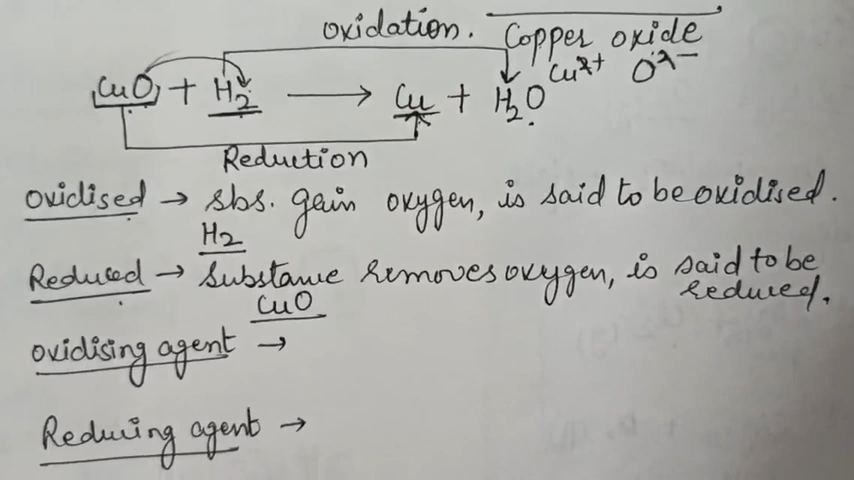 oxidation. Copper oxide
Cu²⁺ O²⁻
CuO + H₂ → Cu + H₂O
Reduction
oxidised → sbs. gain oxygen, is said to be oxidised.
H₂
Reduced → substance removes oxygen, is said to be
reduced.
CuO
oxidising agent →
Reducing agent →